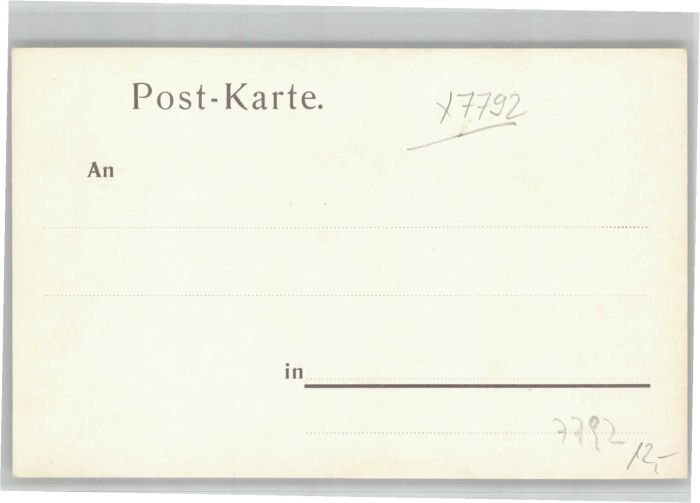 Post-Karte.
X7792
An
in
7792
12,-